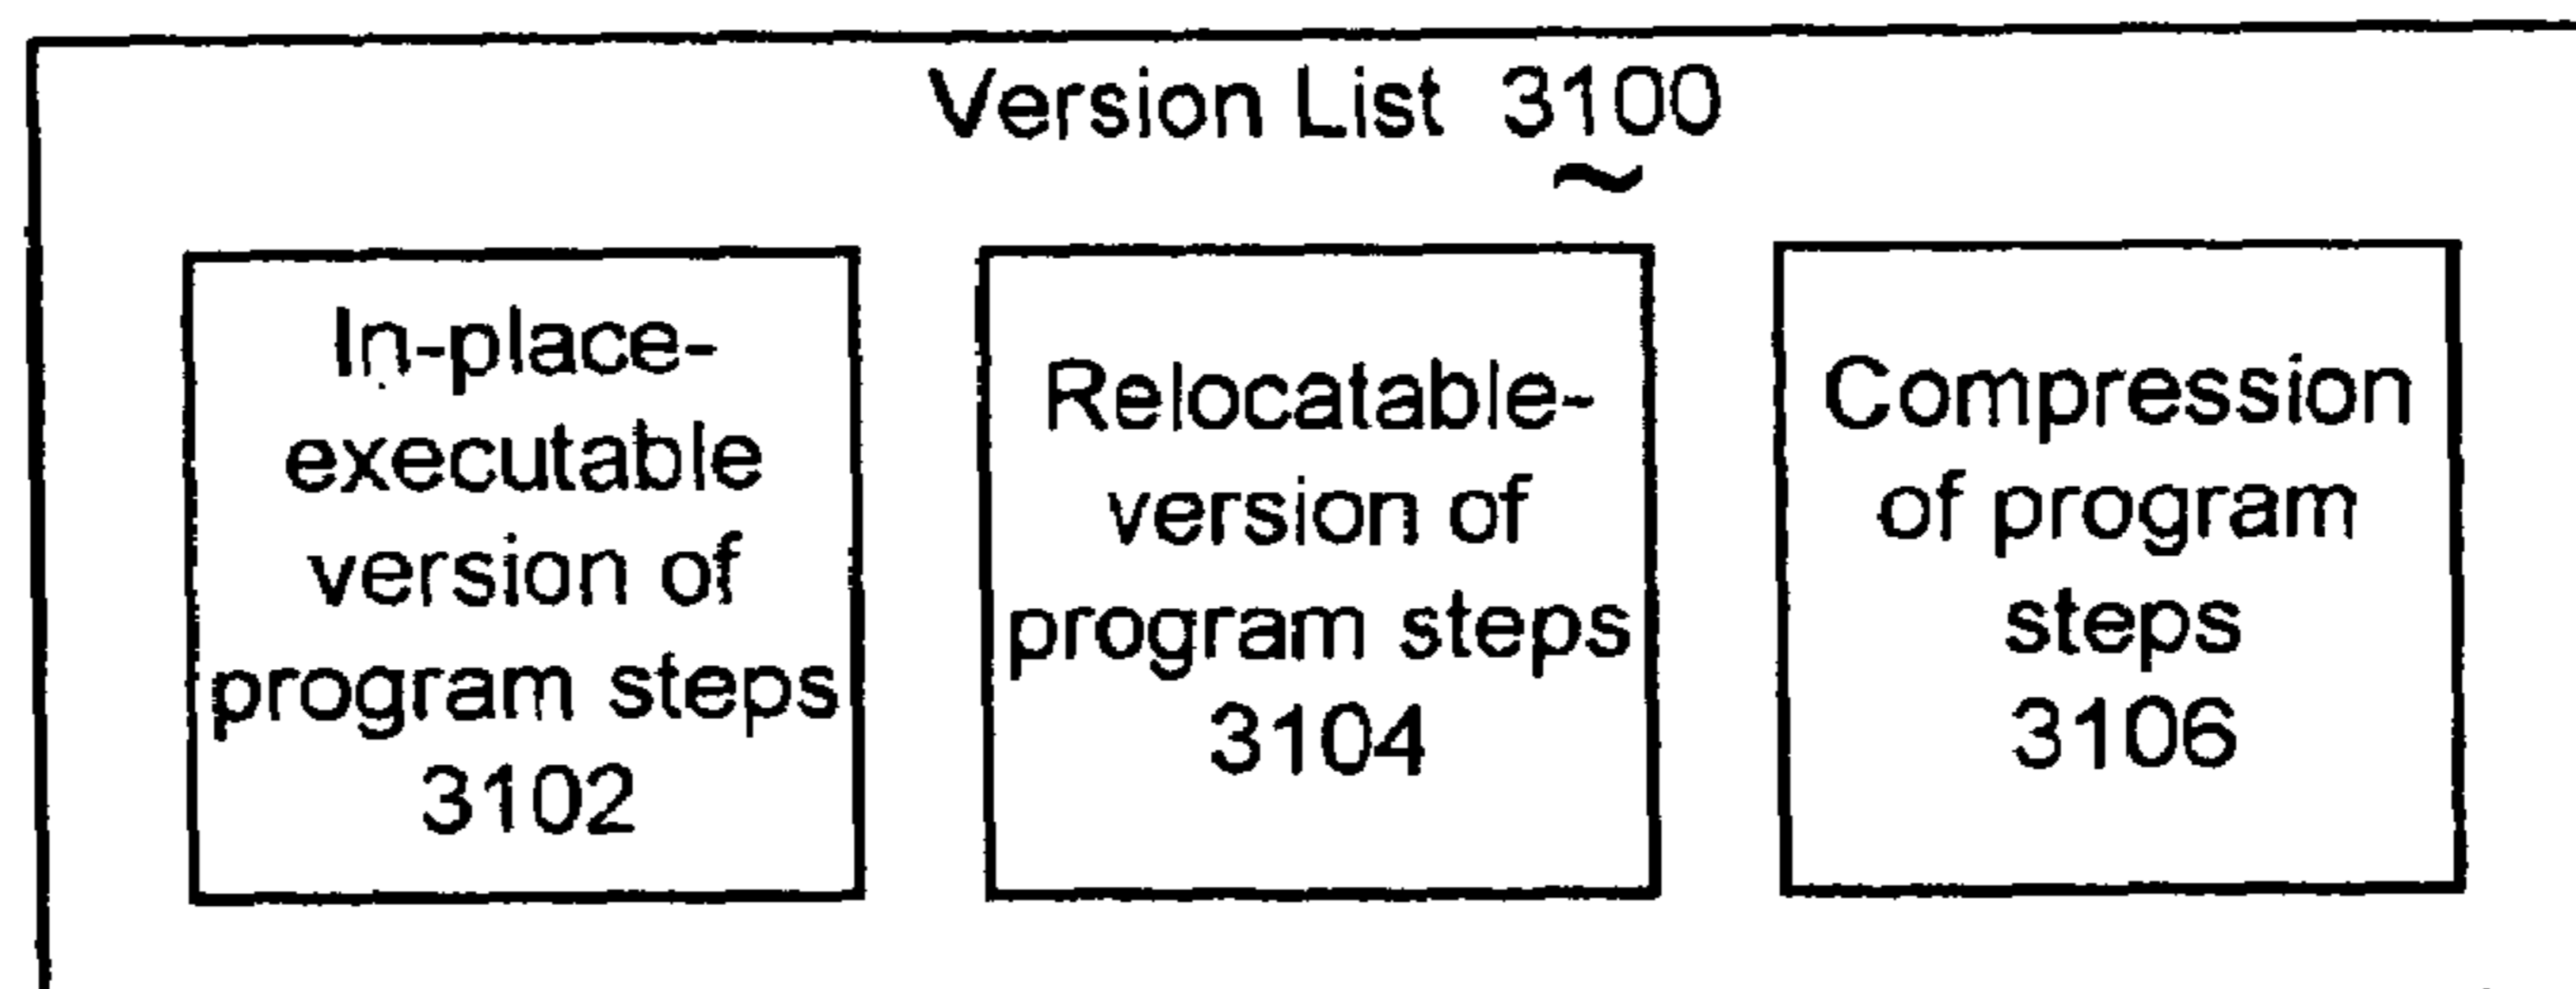 Version List 3100
In-place-
executable
version of
program steps
3102
Relocatable-
version of
program steps
3104
Compression
of program
steps
3106